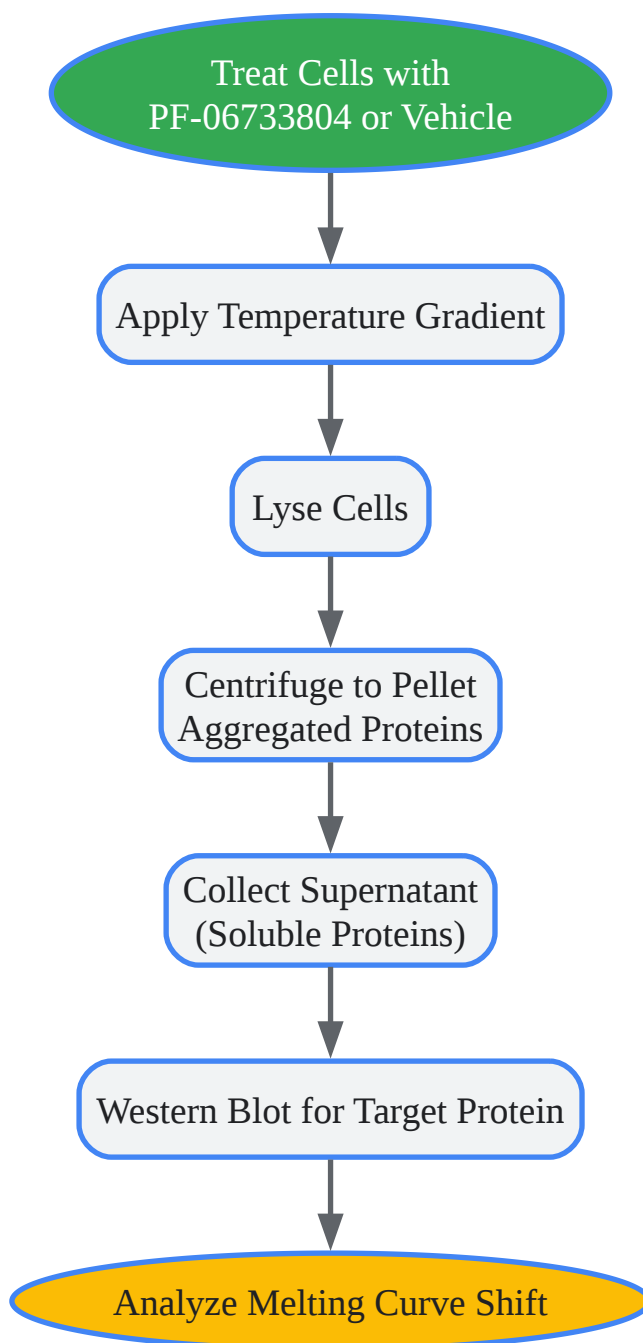 Treat Cells with
PF-06733804 or Vehicle
Apply Temperature Gradient
Lyse Cells
Centrifuge to Pellet
Aggregated Proteins
Collect Supernatant
(Soluble Proteins)
Western Blot for Target Protein
Analyze Melting Curve Shift